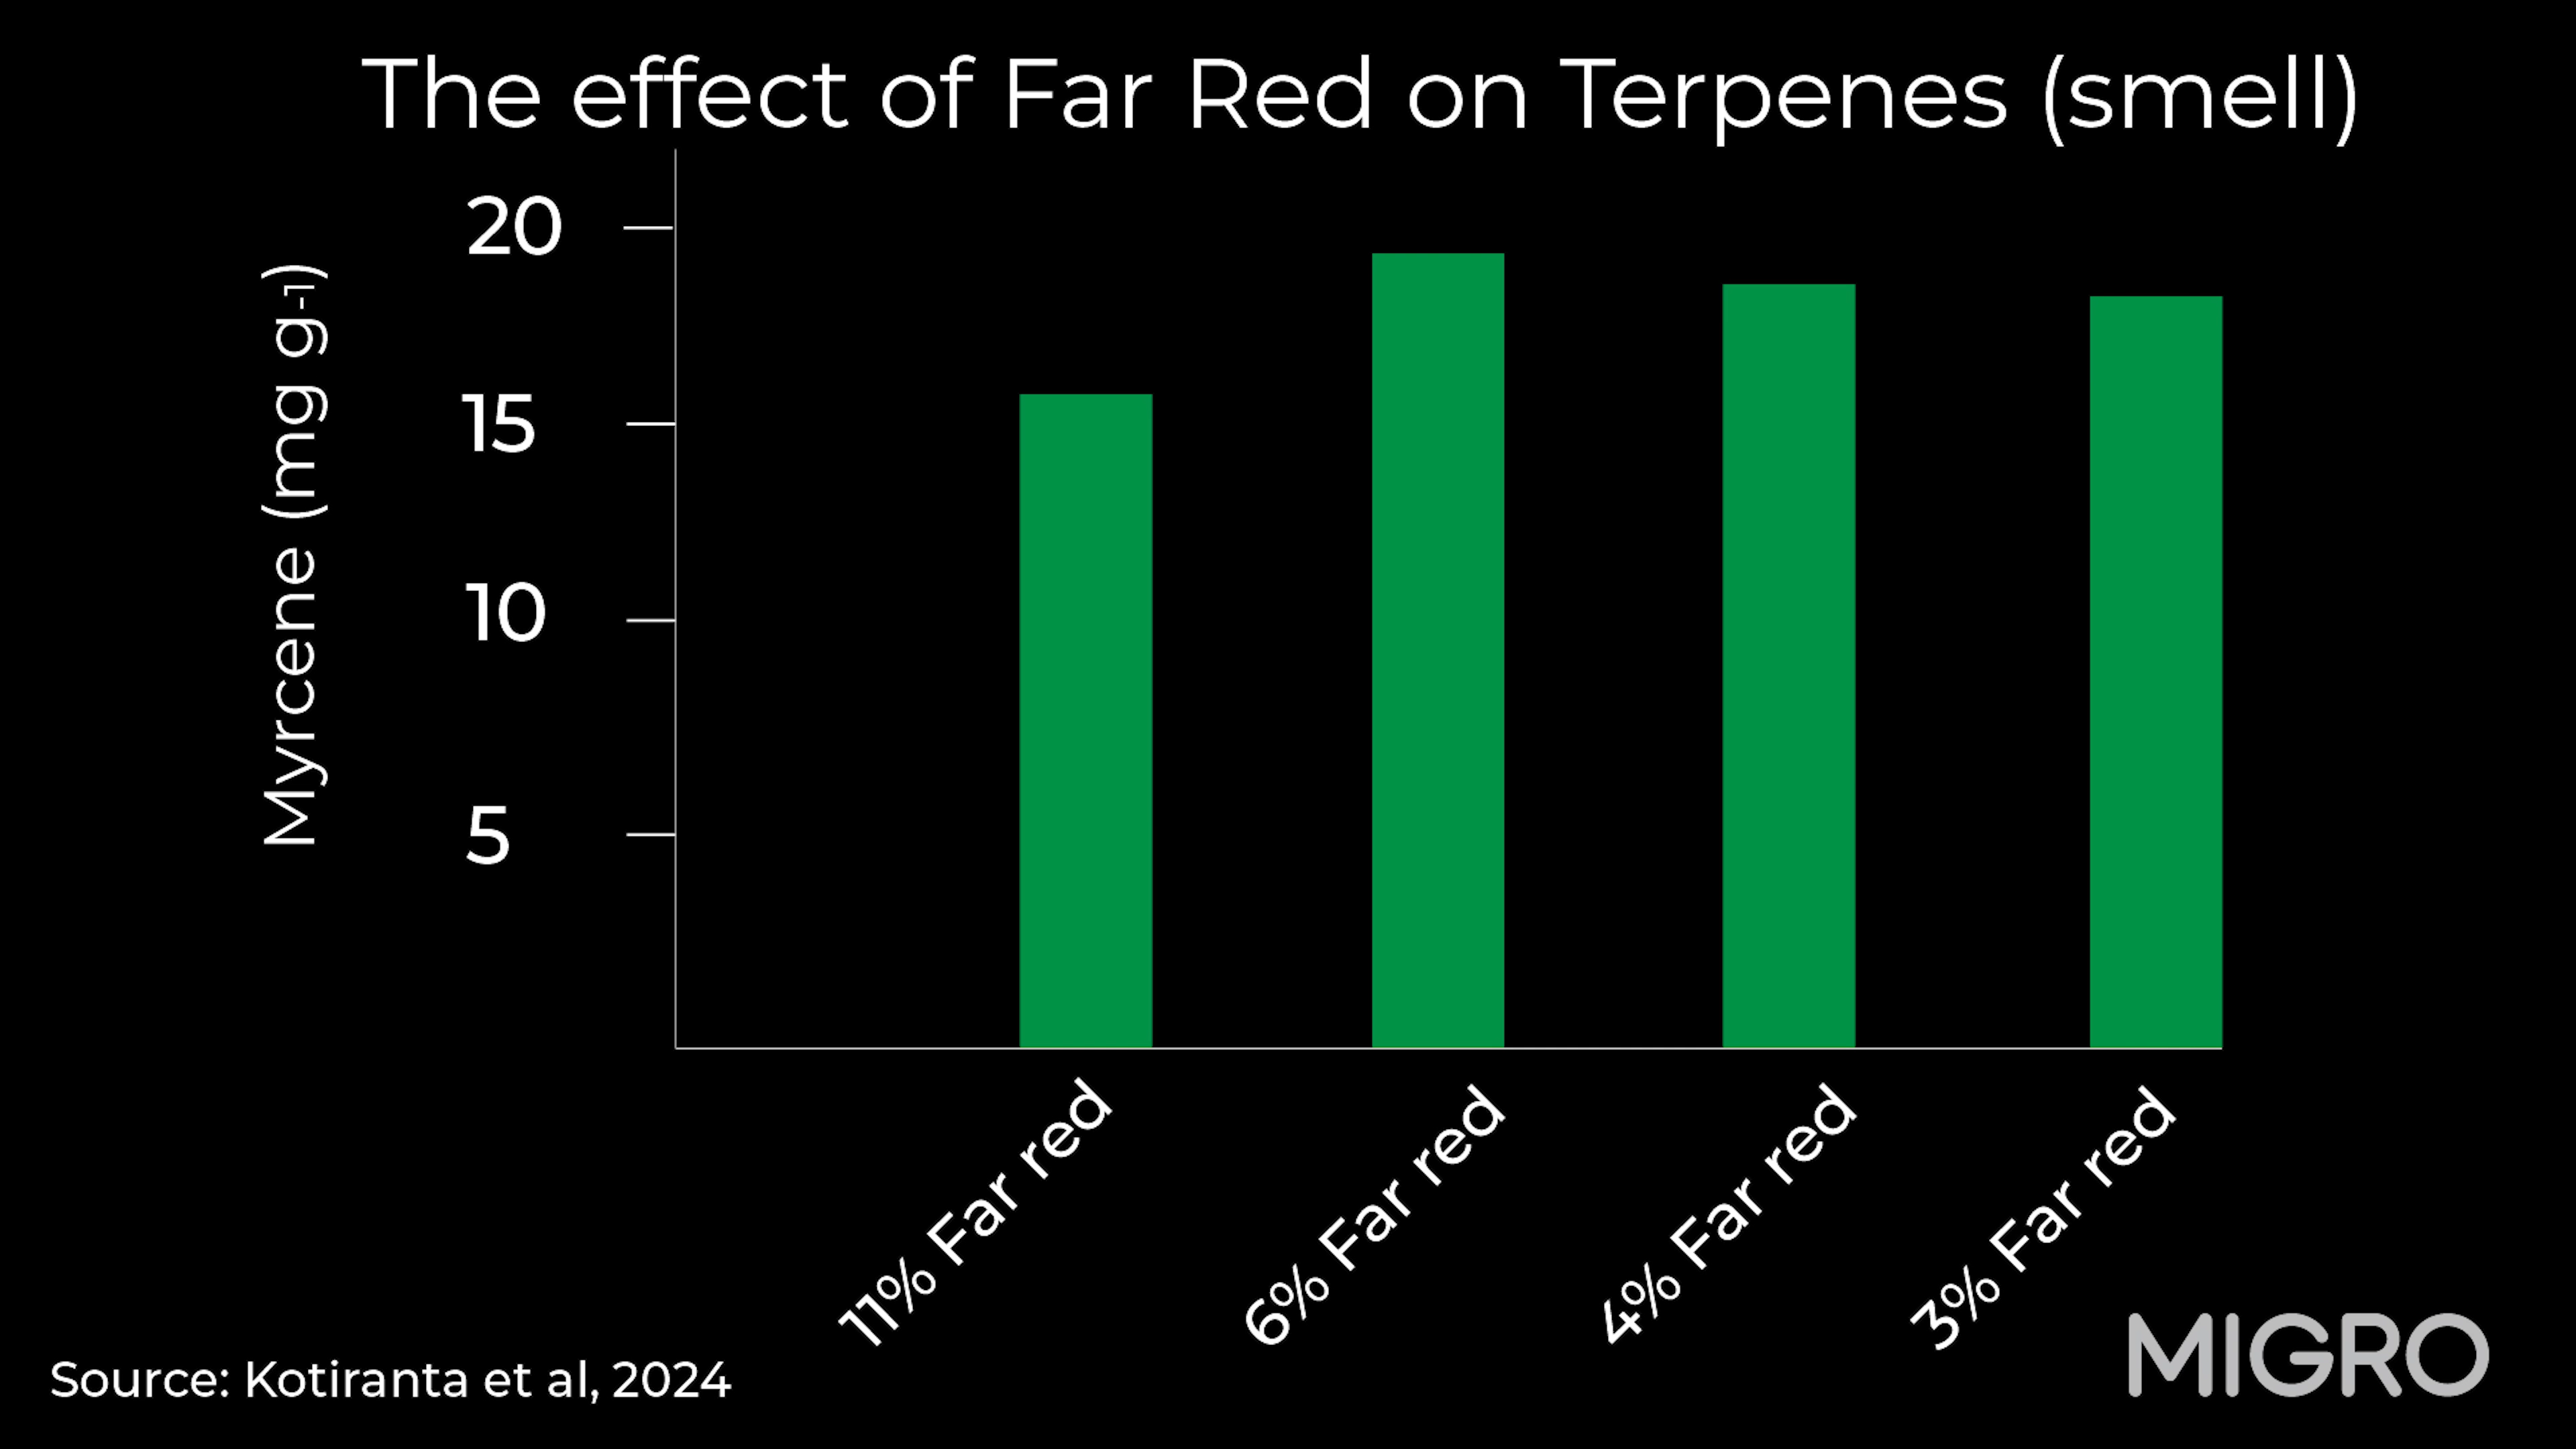 The effect of Far Red on Terpenes (smell)
Myrcene (mg g-1)
20
15
10
5
11% Far red
6% Far red
4% Far red
3% Far red
Source: Kotiranta et al, 2024
MIGRO